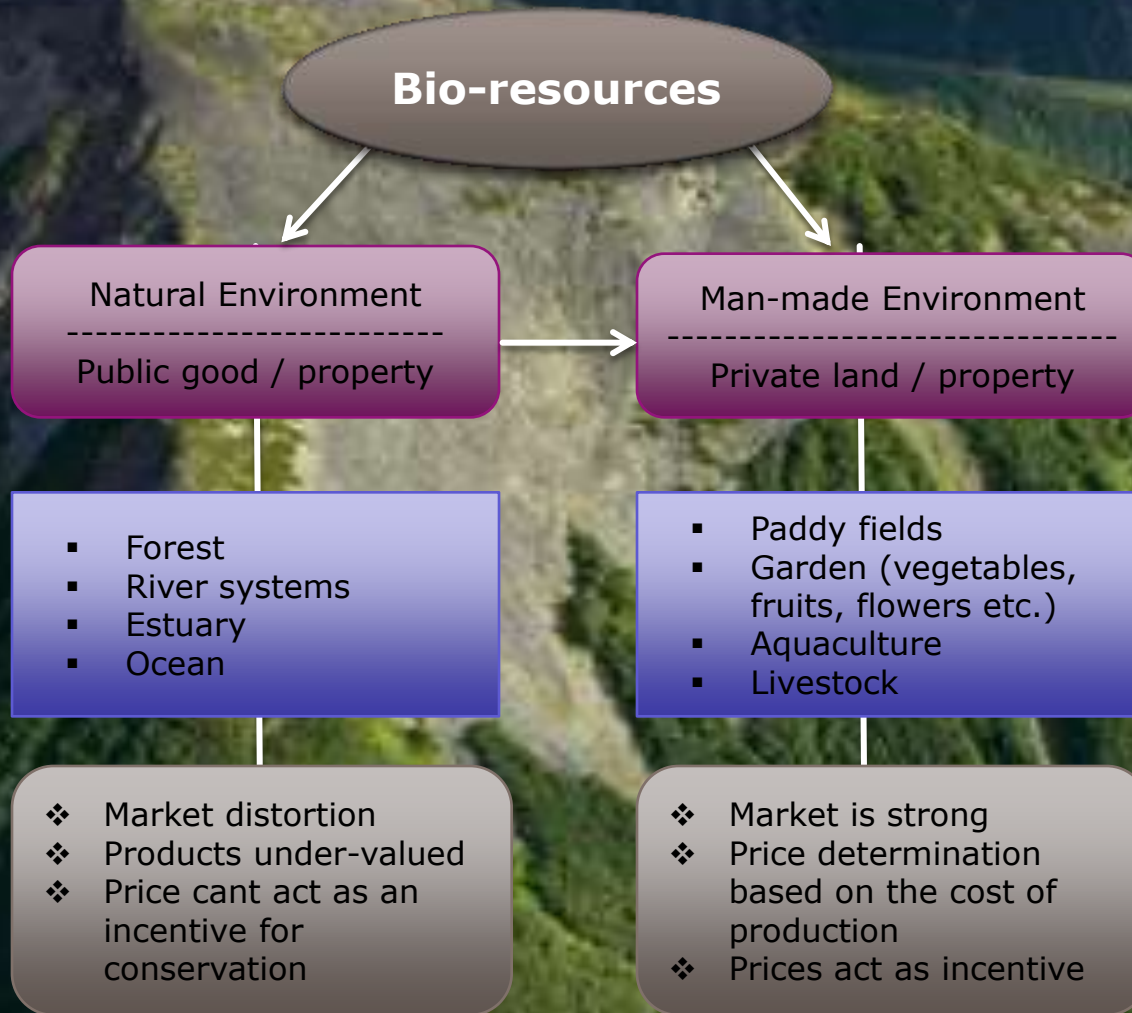 Bio-resources
Natural Environment
--------------------------
Public good / property
Man-made Environment
-------------------------------
Private land / property
▪ Forest
▪ River systems
▪ Estuary
▪ Ocean
▪ Paddy fields
▪ Garden (vegetables,
fruits, flowers etc.)
▪ Aquaculture
▪ Livestock
❖ Market distortion
❖ Products under-valued
❖ Price cant act as an
incentive for
conservation
❖ Market is strong
❖ Price determination
based on the cost of
production
❖ Prices act as incentive